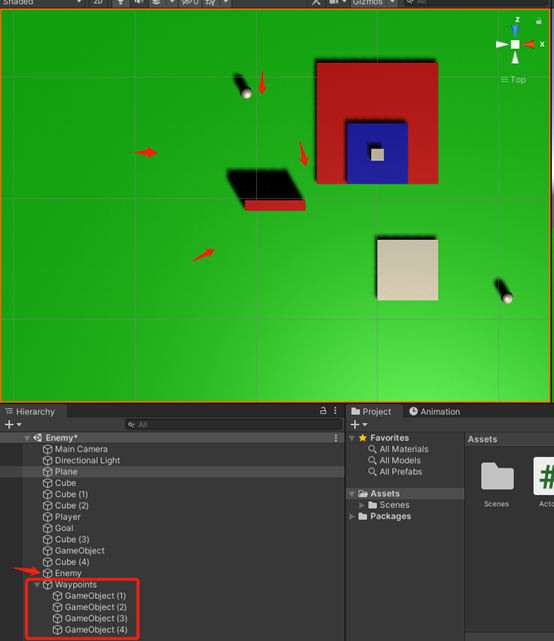 Shaded
2D
0
Gizmos
All
z
x
Top
Hierarchy
All
Enemy*
Main Camera
Directional Light
Plane
Cube
Cube (1)
Cube (2)
Player
Goal
Cube (3)
GameObject
Cube (4)
Enemy
Waypoints
GameObject (1)
GameObject (2)
GameObject (3)
GameObject (4)
Project
Animation
Favorites
All Materials
All Models
All Prefabs
Assets
Scenes
Packages
Assets
Scenes
#